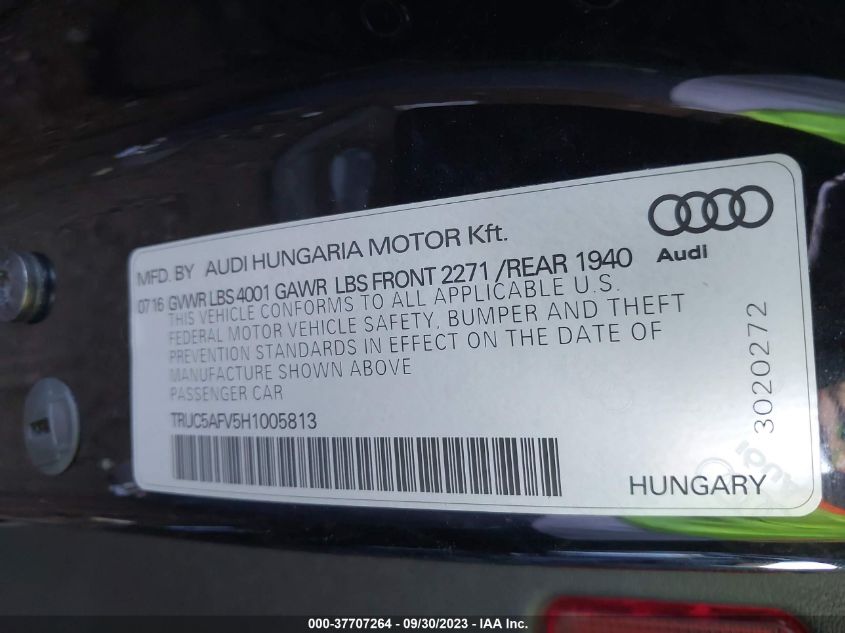 MFD. BY AUDI HUNGARIA MOTOR Kft.
0716 GVWR LBS 4001 GAWR LBS FRONT 2271 /REAR 1940
THIS VEHICLE CONFORMS TO ALL APPLICABLE U.S.
FEDERAL MOTOR VEHICLE SAFETY, BUMPER AND THEFT
PREVENTION STANDARDS IN EFFECT ON THE DATE OF
MANUFACTURE SHOWN ABOVE
PASSENGER CAR
TRUC5AFV5H1005813
Audi
3020272
HUNGARY
000-37707264 - 09/30/2023 - IAA Inc.